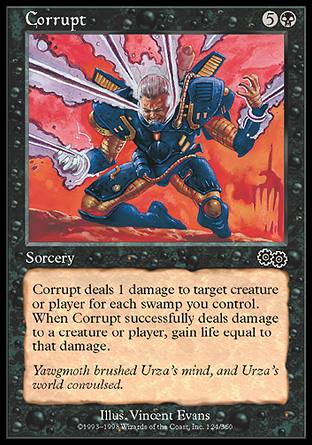 Corrupt 5
Sorcery
Corrupt deals 1 damage to target creature
or player for each swamp you control.
When Corrupt successfully deals damage
to a creature or player, gain life equal to
that damage.
Yawgmoth brushed Urza's mind, and Urza's
world convulsed.
Illus. Vincent Evans
©1993–1998 Wizards of the Coast, Inc. 124/350